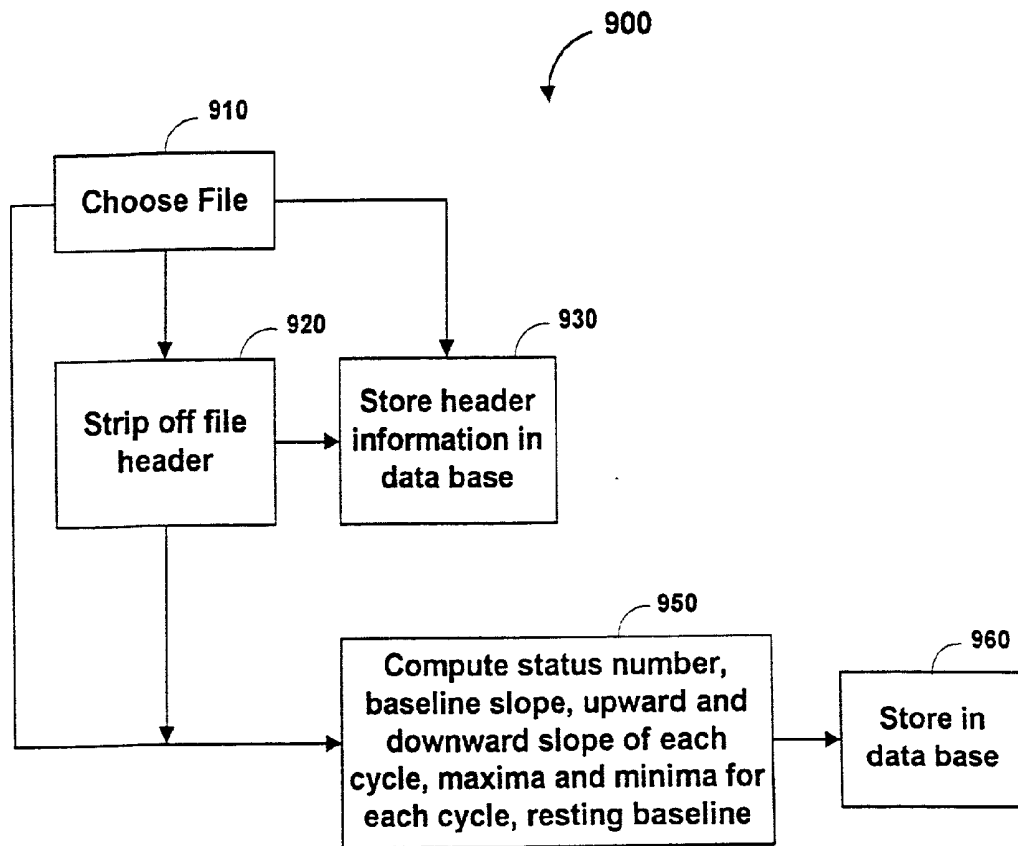 900
910
Choose File
920
Strip off file
header
930
Store header
information in
data base
950
Compute status number,
baseline slope, upward and
downward slope of each
cycle, maxima and minima for
each cycle, resting baseline
960
Store in
data base